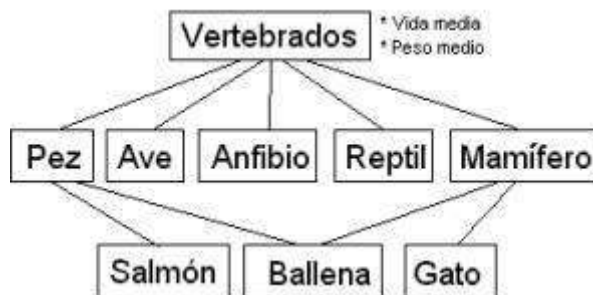 Vertebrados
* Vida media
* Peso medio
Pez Ave Anfibio Reptil Mamífero
Salmón Ballena Gato